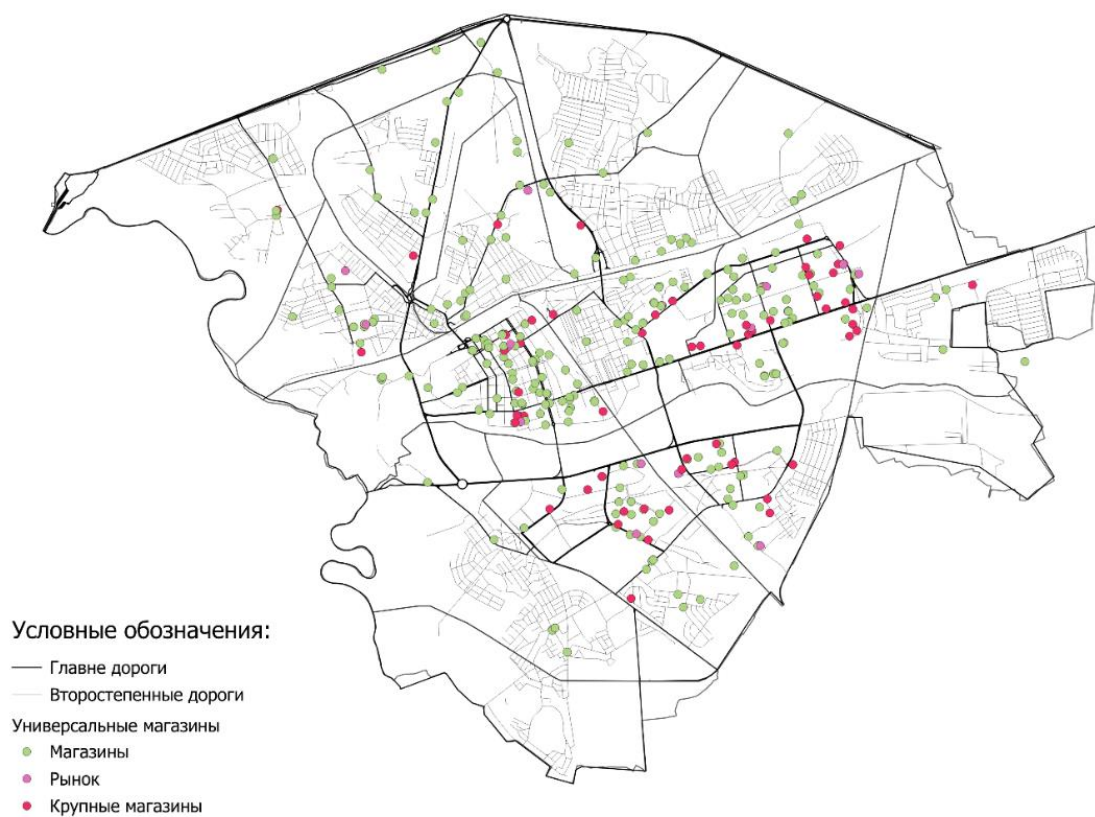 Условные обозначения:
Главне дороги
Второстепенные дороги
Универсальные магазины
Магазины
Рынок
Крупные магазины